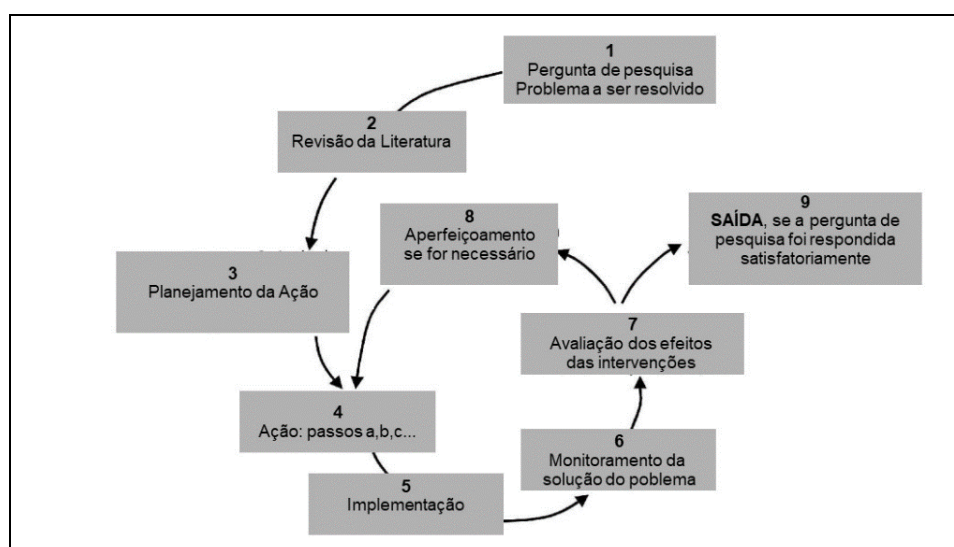 1
Pergunta de pesquisa
Problema a ser resolvido
2
Revisão da Literatura
3
Planejamento da Ação
4
Ação: passos a,b,c...
5
Implementação
6
Monitoramento da
solução do poblema
7
Avaliação dos efeitos
das intervenções
8
Aperfeiçoamento
se for necessário
9
SAÍDA, se a pergunta de
pesquisa foi respondida
satisfatoriamente